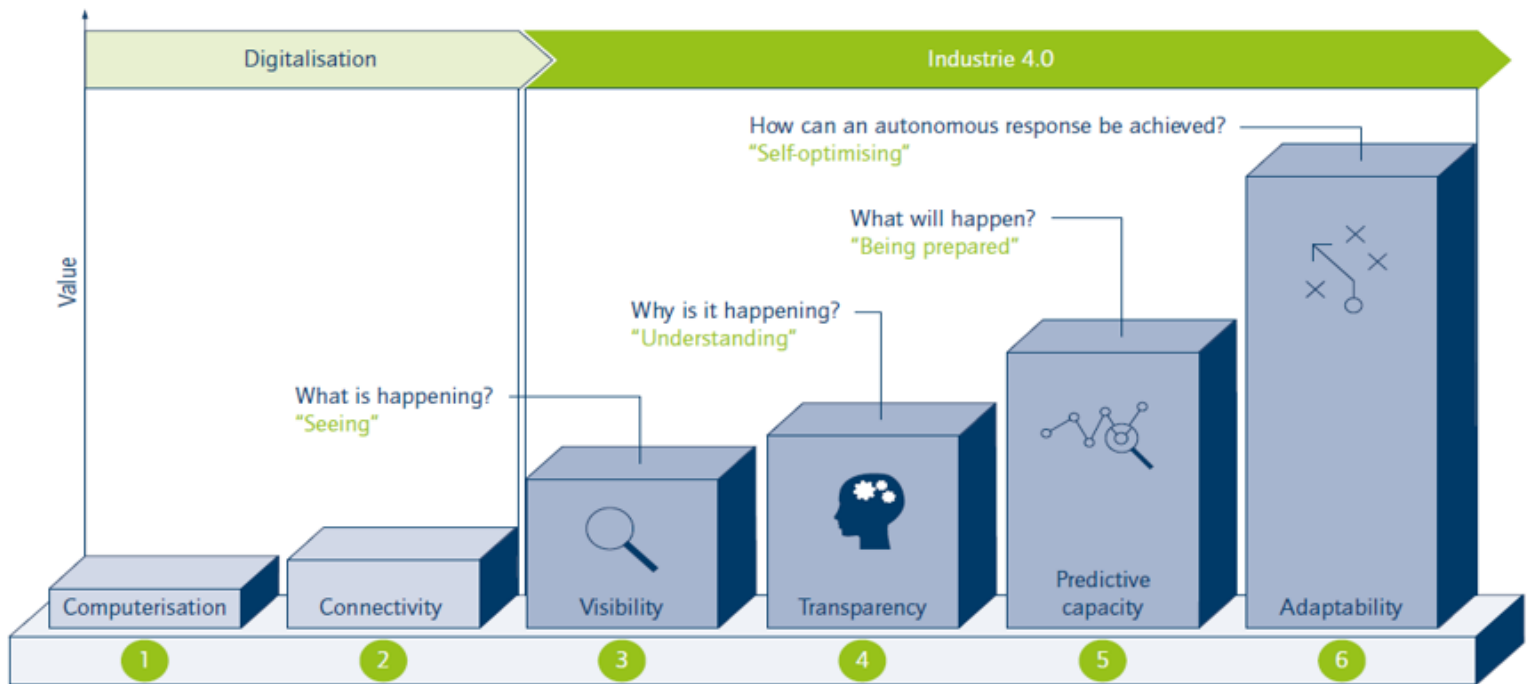 Digitalisation
Industrie 4.0
How can an autonomous response be achieved?
“Self-optimising”
What will happen?
“Being prepared”
Value
Why is it happening?
“Understanding”
What is happening?
“Seeing”
Computerisation
Connectivity
Visibility
Transparency
Predictive
capacity
Adaptability
1
2
3
4
5
6